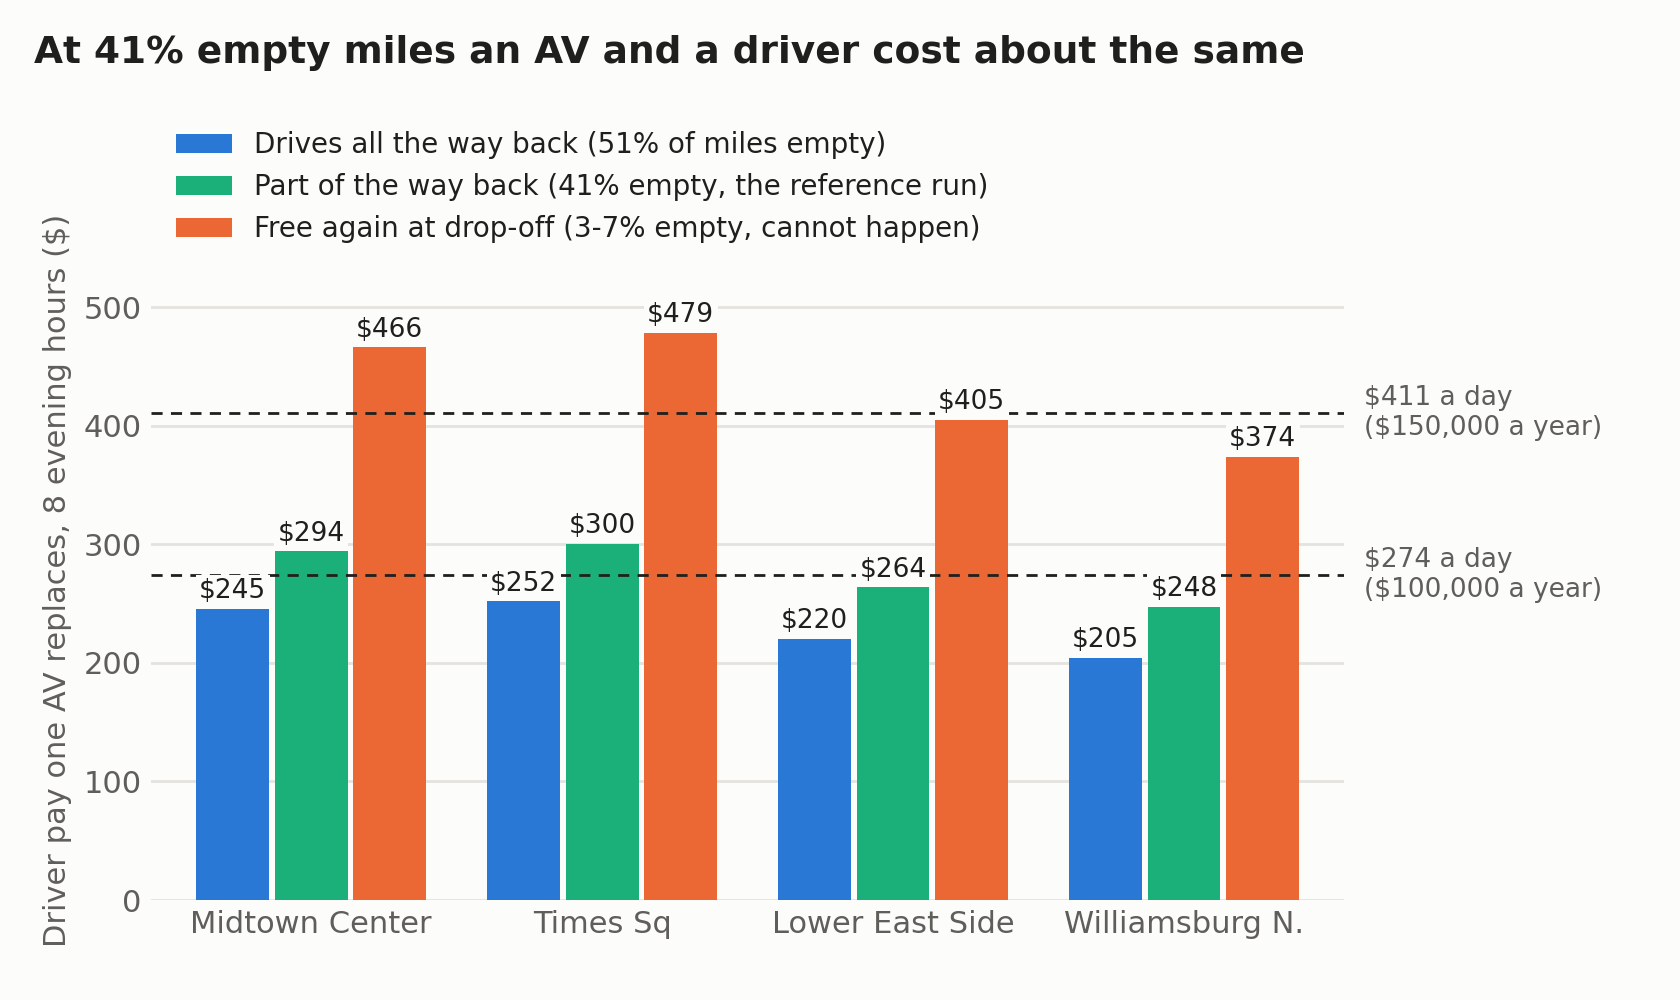 At 41% empty miles an AV and a driver cost about the same
Drives all the way back (51% of miles empty)
Part of the way back (41% empty, the reference run)
Free again at drop-off (3-7% empty, cannot happen)
Driver pay one AV replaces, 8 evening hours ($)
500
400
300
200
100
0
$245
$294
$466
$252
$300
$479
$220
$264
$405
$205
$248
$374
$411 a day
($150,000 a year)
$274 a day
($100,000 a year)
Midtown Center
Times Sq
Lower East Side
Williamsburg N.